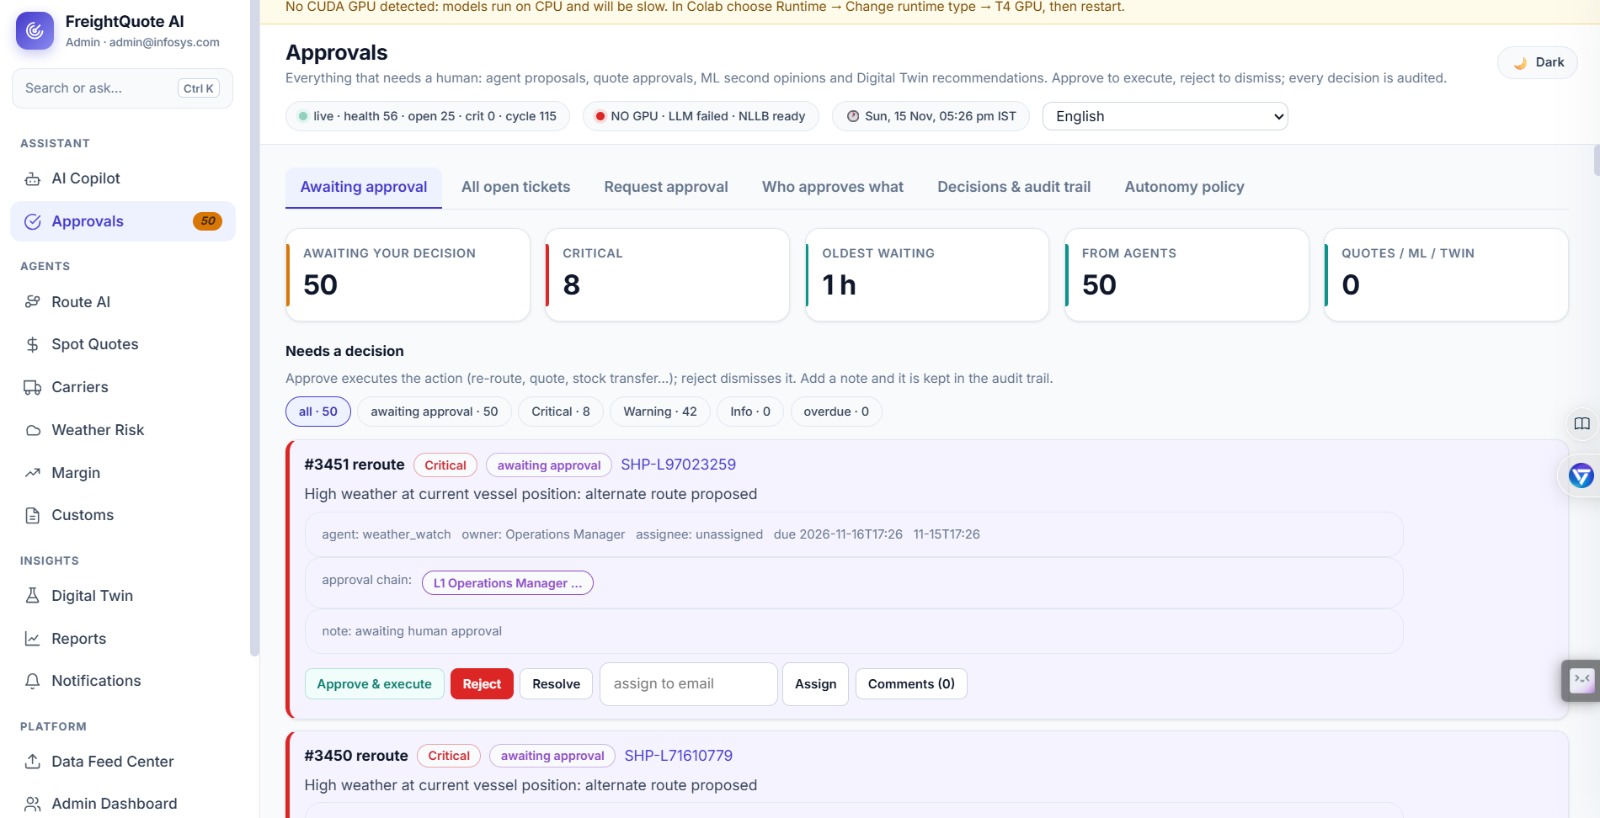 FreightQuote AI
Admin · admin@infosys.com
Search or ask...
Ctrl K
ASSISTANT
AI Copilot
Approvals
50
AGENTS
Route AI
Spot Quotes
Carriers
Weather Risk
Margin
Customs
INSIGHTS
Digital Twin
Reports
Notifications
PLATFORM
Data Feed Center
Admin Dashboard
No CUDA GPU detected: models run on CPU and will be slow. In Colab choose Runtime → Change runtime type → T4 GPU, then restart.
Approvals
Everything that needs a human: agent proposals, quote approvals, ML second opinions and Digital Twin recommendations. Approve to execute, reject to dismiss; every decision is audited.
Dark
live · health 56 · open 25 · crit 0 · cycle 115
NO GPU · LLM failed · NLLB ready
Sun, 15 Nov, 05:26 pm IST
English
Awaiting approval
All open tickets
Request approval
Who approves what
Decisions & audit trail
Autonomy policy
AWAITING YOUR DECISION
50
CRITICAL
8
OLDEST WAITING
1 h
FROM AGENTS
50
QUOTES / ML / TWIN
0
Needs a decision
Approve executes the action (re-route, quote, stock transfer...); reject dismisses it. Add a note and it is kept in the audit trail.
all · 50
awaiting approval · 50
Critical · 8
Warning · 42
Info · 0
overdue · 0
#3451 reroute
Critical
awaiting approval
SHP-L97023259
High weather at current vessel position: alternate route proposed
agent: weather_watch owner: Operations Manager assignee: unassigned due 2026-11-16T17:26 11-15T17:26
approval chain: L1 Operations Manager ...
note: awaiting human approval
Approve & execute
Reject
Resolve
assign to email
Assign
Comments (0)
#3450 reroute
Critical
awaiting approval
SHP-L71610779
High weather at current vessel position: alternate route proposed